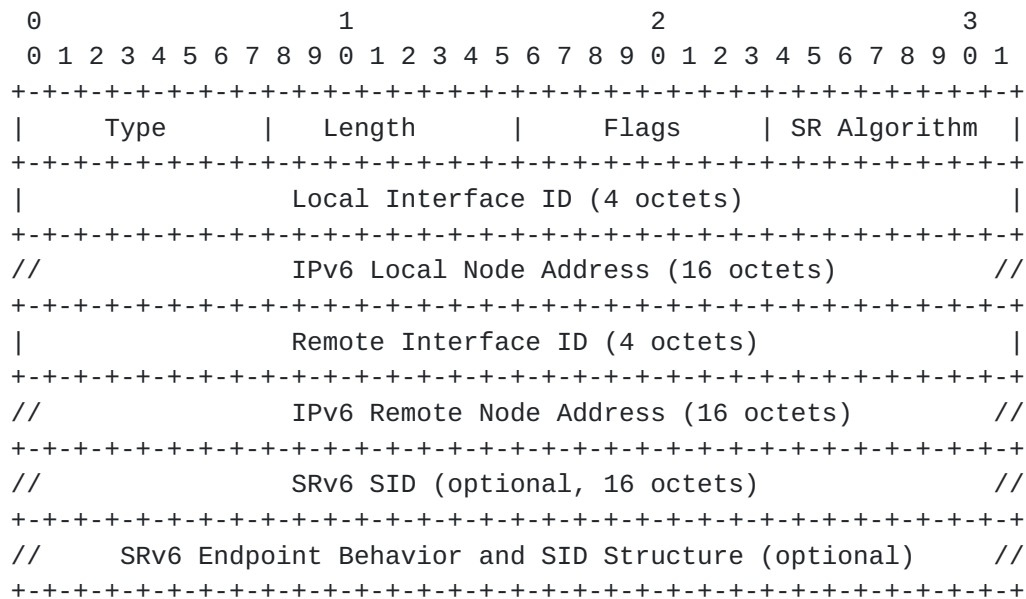 0                   1                   2                   3
 0 1 2 3 4 5 6 7 8 9 0 1 2 3 4 5 6 7 8 9 0 1 2 3 4 5 6 7 8 9 0 1
+-+-+-+-+-+-+-+-+-+-+-+-+-+-+-+-+-+-+-+-+-+-+-+-+-+-+-+-+-+-+-+-+
|     Type      |   Length      |     Flags     | SR Algorithm  |
+-+-+-+-+-+-+-+-+-+-+-+-+-+-+-+-+-+-+-+-+-+-+-+-+-+-+-+-+-+-+-+-+
|                 Local Interface ID (4 octets)                 |
+-+-+-+-+-+-+-+-+-+-+-+-+-+-+-+-+-+-+-+-+-+-+-+-+-+-+-+-+-+-+-+-+
//                IPv6 Local Node Address (16 octets)          //
+-+-+-+-+-+-+-+-+-+-+-+-+-+-+-+-+-+-+-+-+-+-+-+-+-+-+-+-+-+-+-+-+
|                 Remote Interface ID (4 octets)                |
+-+-+-+-+-+-+-+-+-+-+-+-+-+-+-+-+-+-+-+-+-+-+-+-+-+-+-+-+-+-+-+-+
//                IPv6 Remote Node Address (16 octets)         //
+-+-+-+-+-+-+-+-+-+-+-+-+-+-+-+-+-+-+-+-+-+-+-+-+-+-+-+-+-+-+-+-+
//                SRv6 SID (optional, 16 octets)               //
+-+-+-+-+-+-+-+-+-+-+-+-+-+-+-+-+-+-+-+-+-+-+-+-+-+-+-+-+-+-+-+-+
//     SRv6 Endpoint Behavior and SID Structure (optional)     //
+-+-+-+-+-+-+-+-+-+-+-+-+-+-+-+-+-+-+-+-+-+-+-+-+-+-+-+-+-+-+-+-+